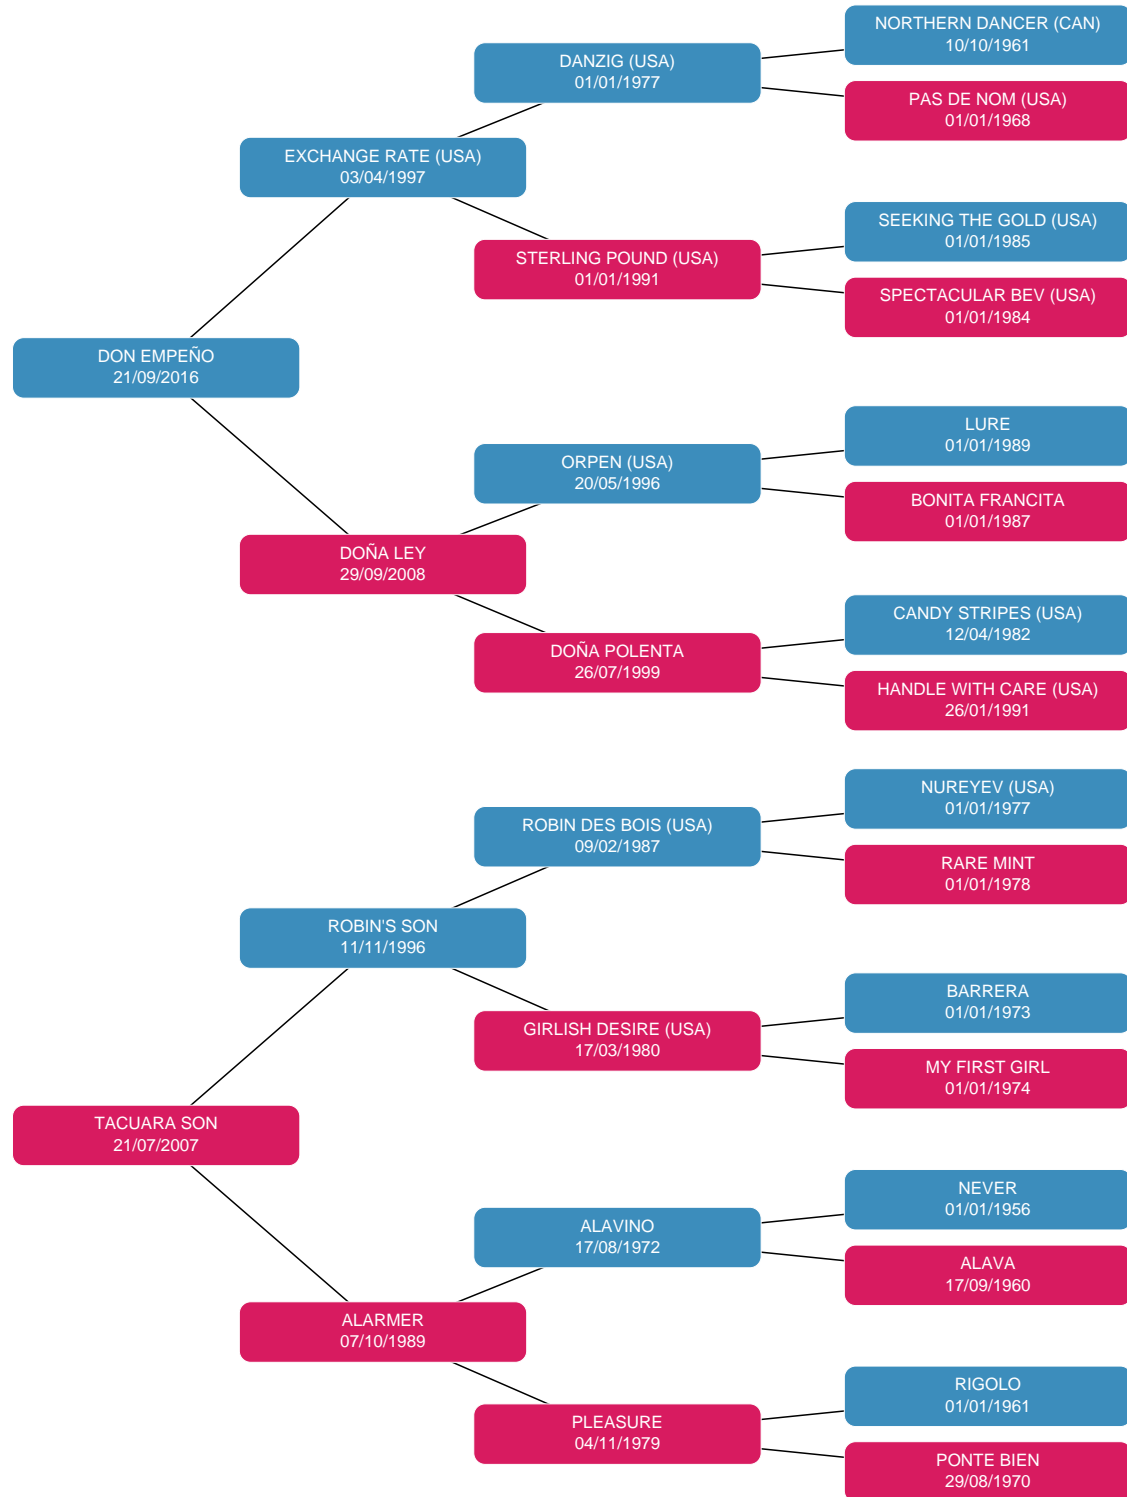 NORTHERN DANCER (CAN)
10/10/1961
DANZIG (USA)
01/01/1977
PAS DE NOM (USA)
01/01/1968
EXCHANGE RATE (USA)
03/04/1997
SEEKING THE GOLD (USA)
01/01/1985
STERLING POUND (USA)
01/01/1991
SPECTACULAR BEV (USA)
01/01/1984
DON EMPEÑO
21/09/2016
LURE
01/01/1989
ORPEN (USA)
20/05/1996
BONITA FRANCITA
01/01/1987
DOÑA LEY
29/09/2008
CANDY STRIPES (USA)
12/04/1982
DOÑA POLENTA
26/07/1999
HANDLE WITH CARE (USA)
26/01/1991
NUREYEV (USA)
01/01/1977
ROBIN DES BOIS (USA)
09/02/1987
RARE MINT
01/01/1978
ROBIN'S SON
11/11/1996
BARRERA
01/01/1973
GIRLISH DESIRE (USA)
17/03/1980
MY FIRST GIRL
01/01/1974
TACUARA SON
21/07/2007
NEVER
01/01/1956
ALAVINO
17/08/1972
ALAVA
17/09/1960
ALARMER
07/10/1989
RIGOLO
01/01/1961
PLEASURE
04/11/1979
PONTE BIEN
29/08/1970